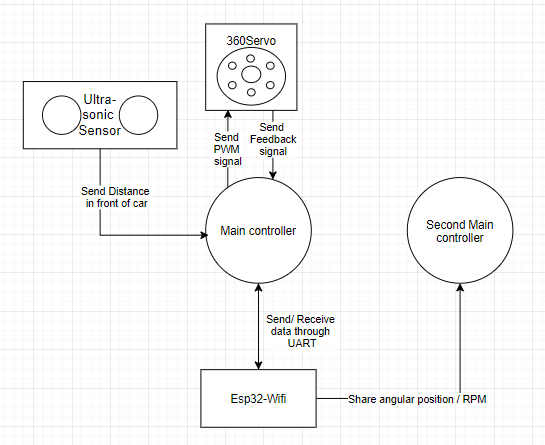 360Servo
Ultra-
sonic
Sensor
Send
PWM
signal
Send
Feedback
signal
Send Distance
in front of car
Main controller
Second Main
controller
Send/ Receive
data through
UART
Esp32-Wifi
Share angular position / RPM